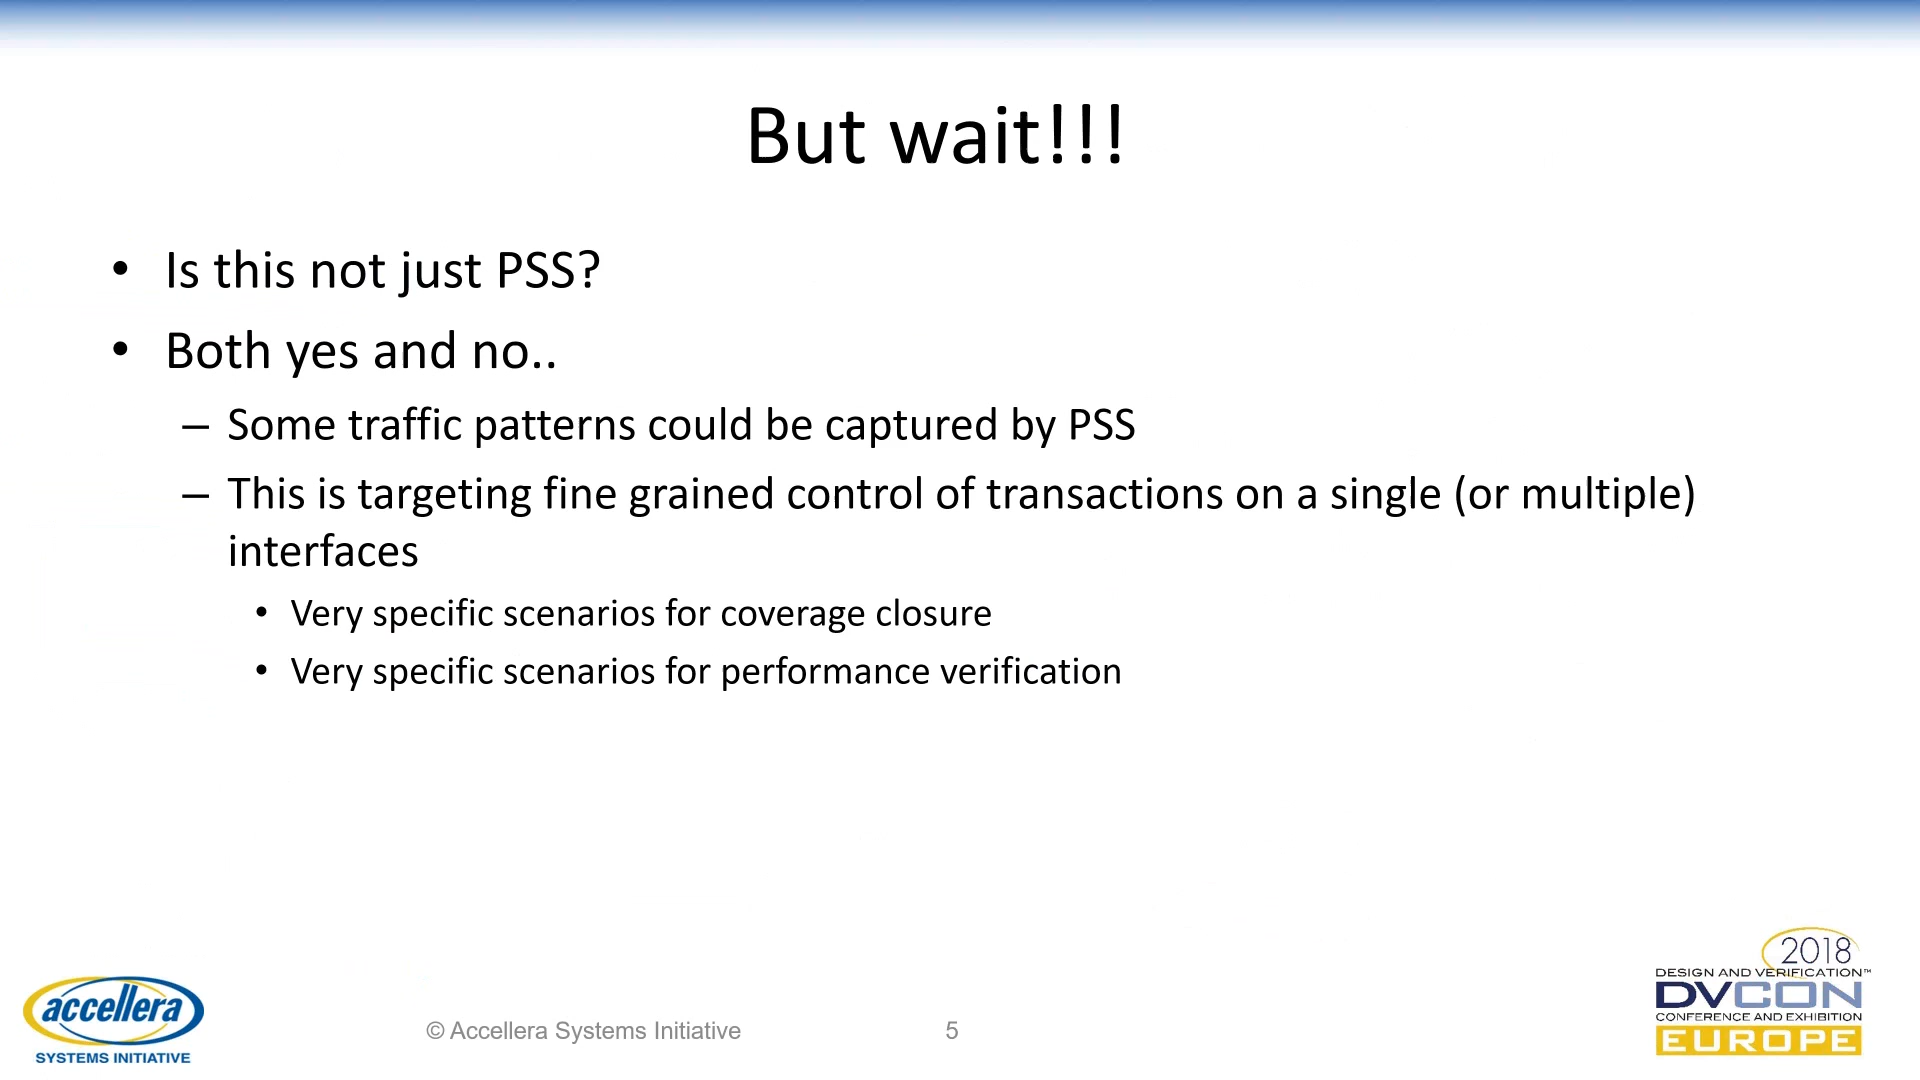 But wait!!!
• Is this not just PSS?
• Both yes and no..
– Some traffic patterns could be captured by PSS
– This is targeting fine grained control of transactions on a single (or multiple)
interfaces
• Very specific scenarios for coverage closure
• Very specific scenarios for performance verification
accellera
SYSTEMS INITIATIVE
© Accellera Systems Initiative
5
2018
DESIGN AND VERIFICATION™
DVCON
CONFERENCE AND EXHIBITION
EUROPE